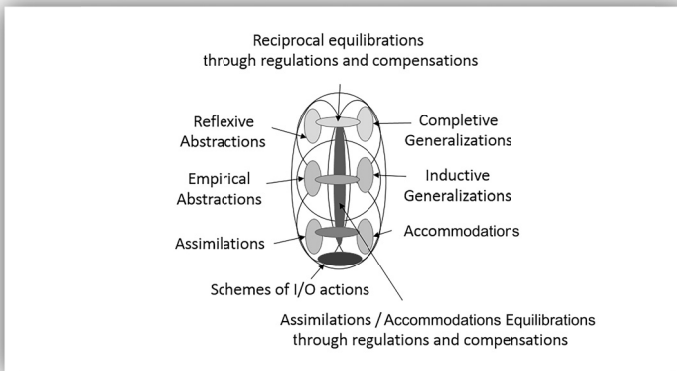 Reciprocal equilibrations
through regulations and compensations
Reflexive
Abstractions
Completive
Generalizations
Empirical
Abstractions
Inductive
Generalizations
Assimilations
Accommodations
Schemes of I/O actions
Assimilations / Accommodations Equilibrations
through regulations and compensations